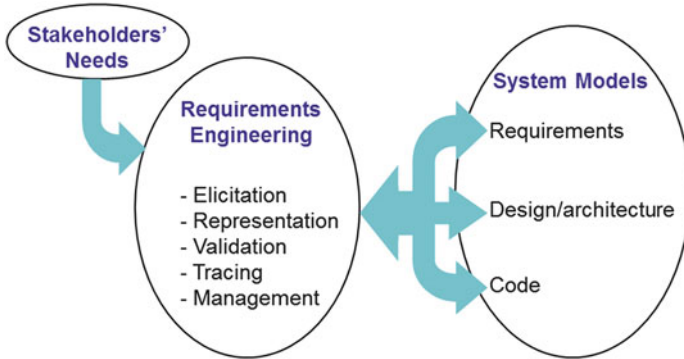 Stakeholders'
Needs
Requirements
Engineering
- Elicitation
- Representation
- Validation
- Tracing
- Management
System Models
Requirements
Design/architecture
Code